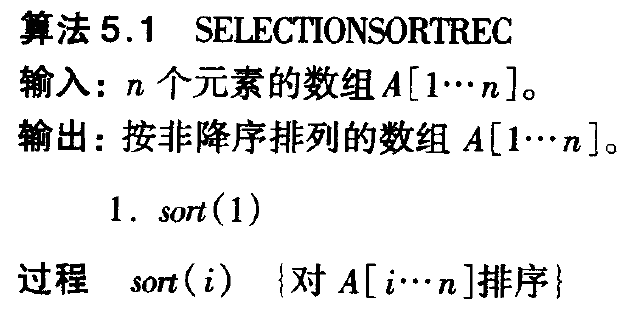 算法 5.1 SELECTIONSORTREC
输入：n 个元素的数组 A[1…n]。
输出：按非降序排列的数组 A[1…n]。
1. sort(1)
过程 sort(i) {对 A[i…n]排序}